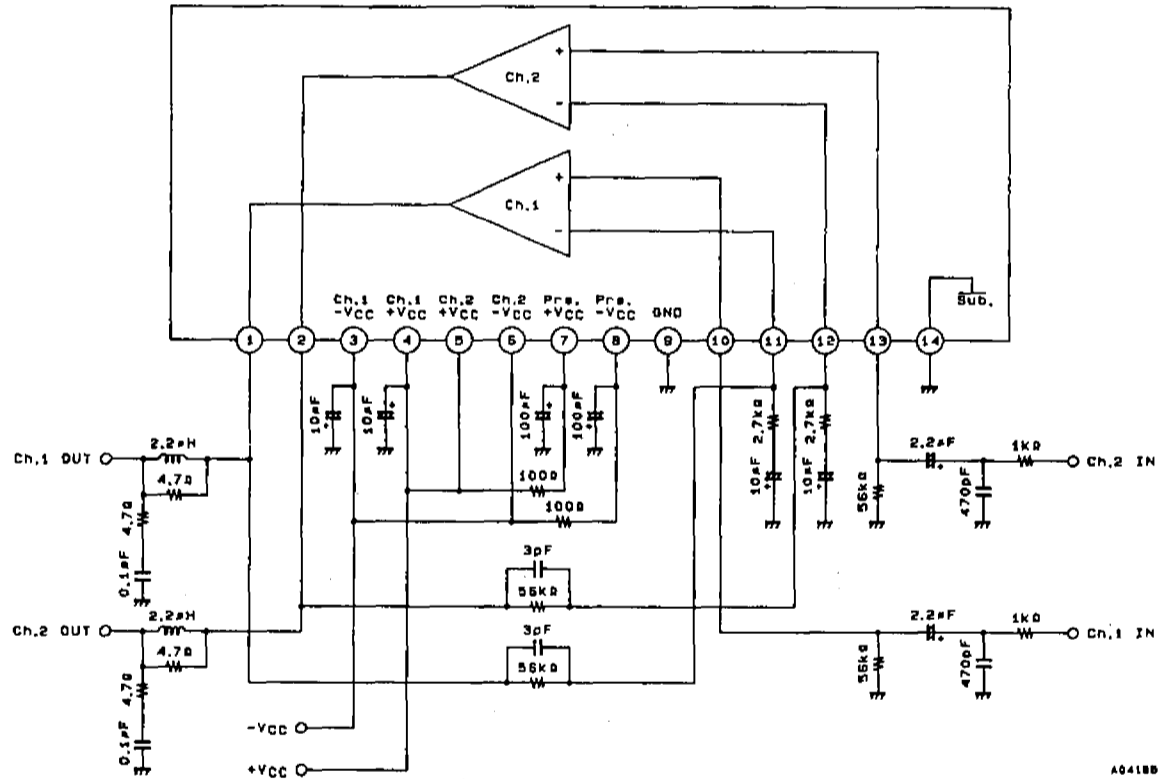 Ch.2
+
−
Ch.1
+
−
Sub.
Ch.1 -VCC
Ch.1 +VCC
Ch.2 +VCC
Ch.2 -VCC
Pre. +VCC
Pre. -VCC
GND
1 2 3 4 5 6 7 8 9 10 11 12 13 14
10µF
10µF
100µF
100µF
2.7kΩ
2.7kΩ
10µF
10µF
2.2µH
Ch.1 OUT
4.7Ω
4.7Ω
0.1µF
100Ω
100Ω
56kΩ
2.2µF
470pF
1kΩ
Ch.2 IN
3pF
56kΩ
2.2µH
Ch.2 OUT
4.7Ω
4.7Ω
0.1µF
3pF
56kΩ
56kΩ
2.2µF
470pF
1kΩ
Ch.1 IN
-VCC
+VCC